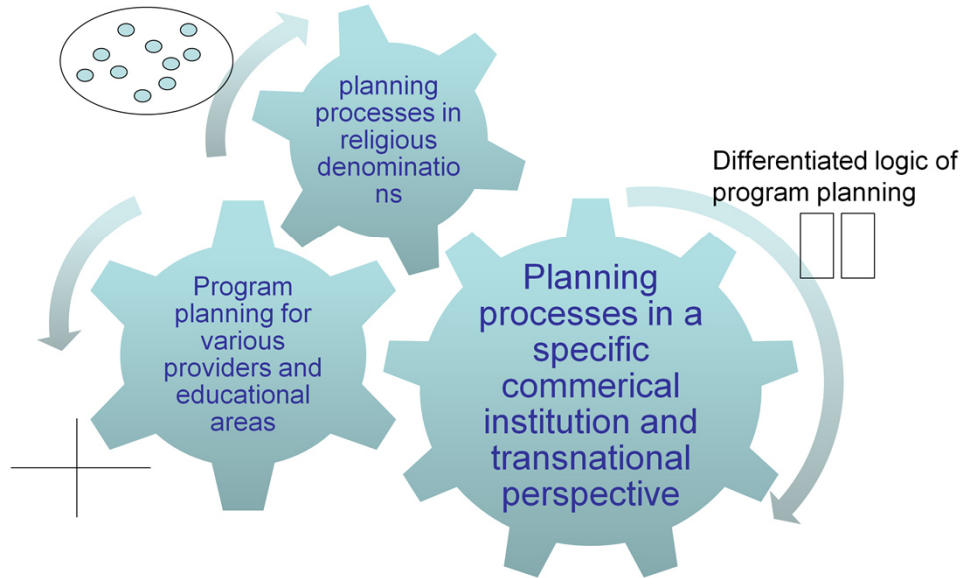 planning
processes in
religious
denominatio
ns
Differentiated logic of
program planning
Program
planning for
various
providers and
educational
areas
Planning
processes in a
specific
commerical
institution and
transnational
perspective